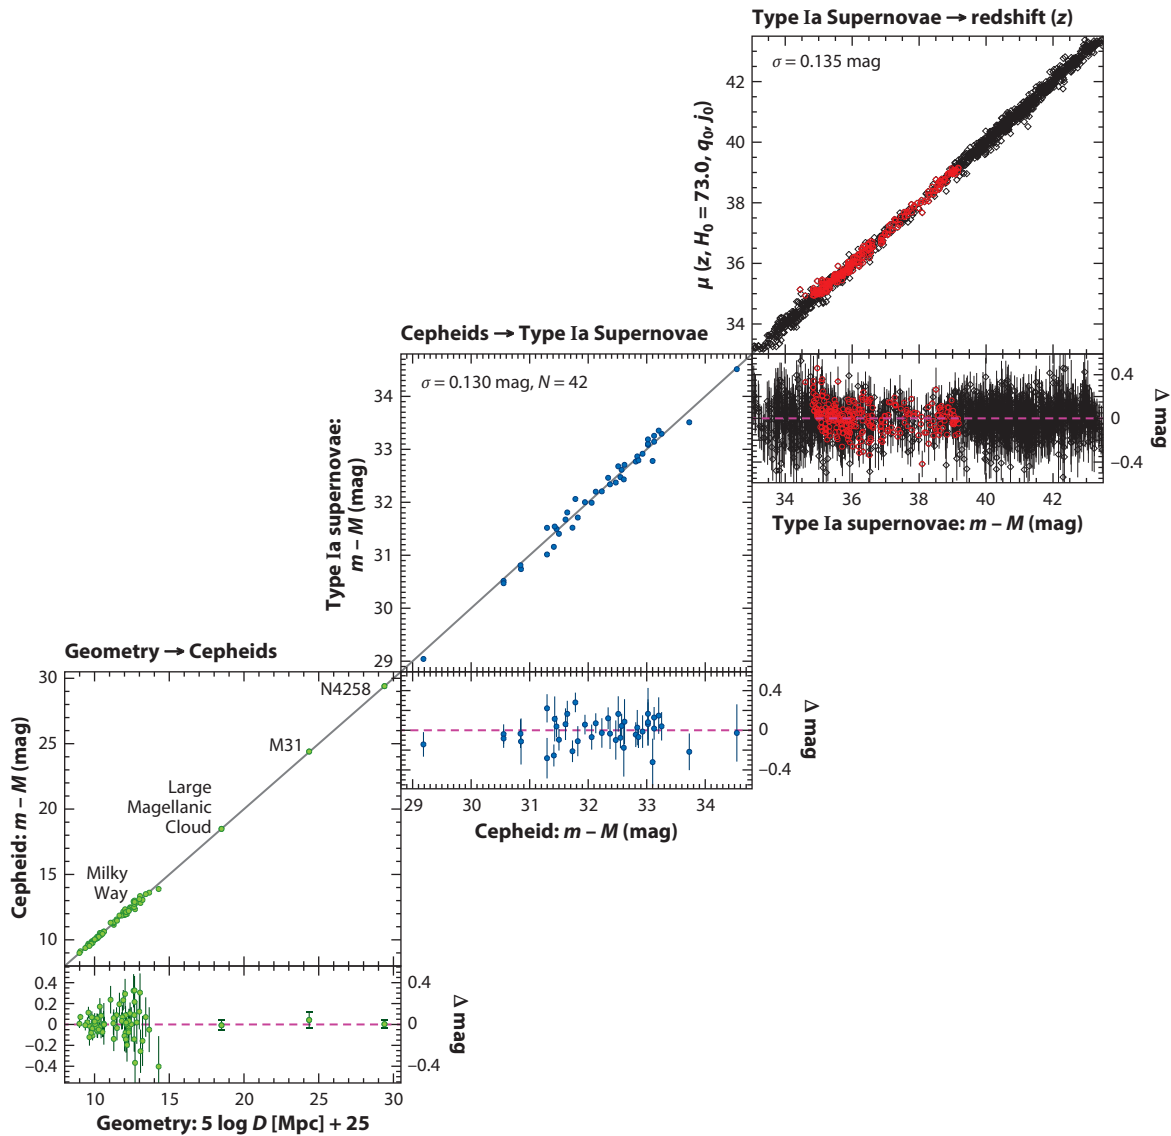 Type Ia Supernovae → redshift (z)
σ = 0.135 mag
42
40
38
36
34
μ (z, H₀ = 73.0, q₀, j₀)
0.4
0
−0.4
Δ mag
34 36 38 40 42
Type Ia supernovae: m – M (mag)
Cepheids → Type Ia Supernovae
σ = 0.130 mag, N = 42
34
33
32
31
30
29
Type Ia supernovae:
m – M (mag)
0.4
0
−0.4
Δ mag
29 30 31 32 33 34
Cepheid: m – M (mag)
Geometry → Cepheids
30
25
20
15
10
Cepheid: m – M (mag)
N4258
M31
Large
Magellanic
Cloud
Milky
Way
0.4
0.2
0
−0.2
−0.4
0.4
0
−0.4
Δ mag
10 15 20 25 30
Geometry: 5 log D [Mpc] + 25